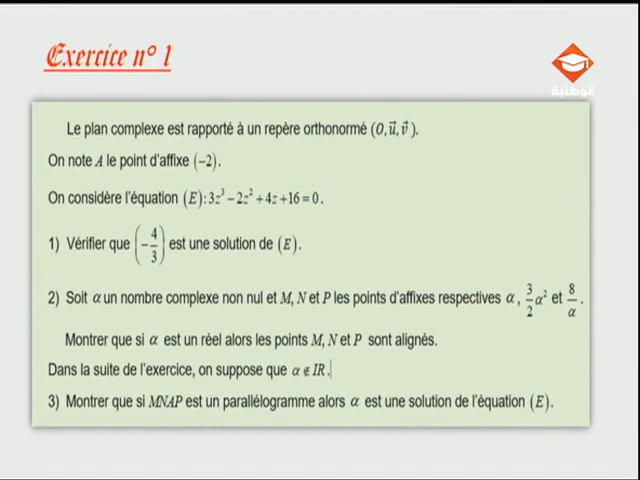 Exercice n° 1
الوطنية
Le plan complexe est rapporté à un repère orthonormé (O, u⃗, v⃗ ).
On note A le point d'affixe (−2).
On considère l'équation (E): 3z³ − 2z² + 4z + 16 = 0.
1) Vérifier que (−4/3) est une solution de (E).
2) Soit α un nombre complexe non nul et M, N et P les points d'affixes respectives α, 3/2 α² et 8/α.
Montrer que si α est un réel alors les points M, N et P sont alignés.
Dans la suite de l'exercice, on suppose que α ∉ IR.
3) Montrer que si MNAP est un parallélogramme alors α est une solution de l'équation (E).